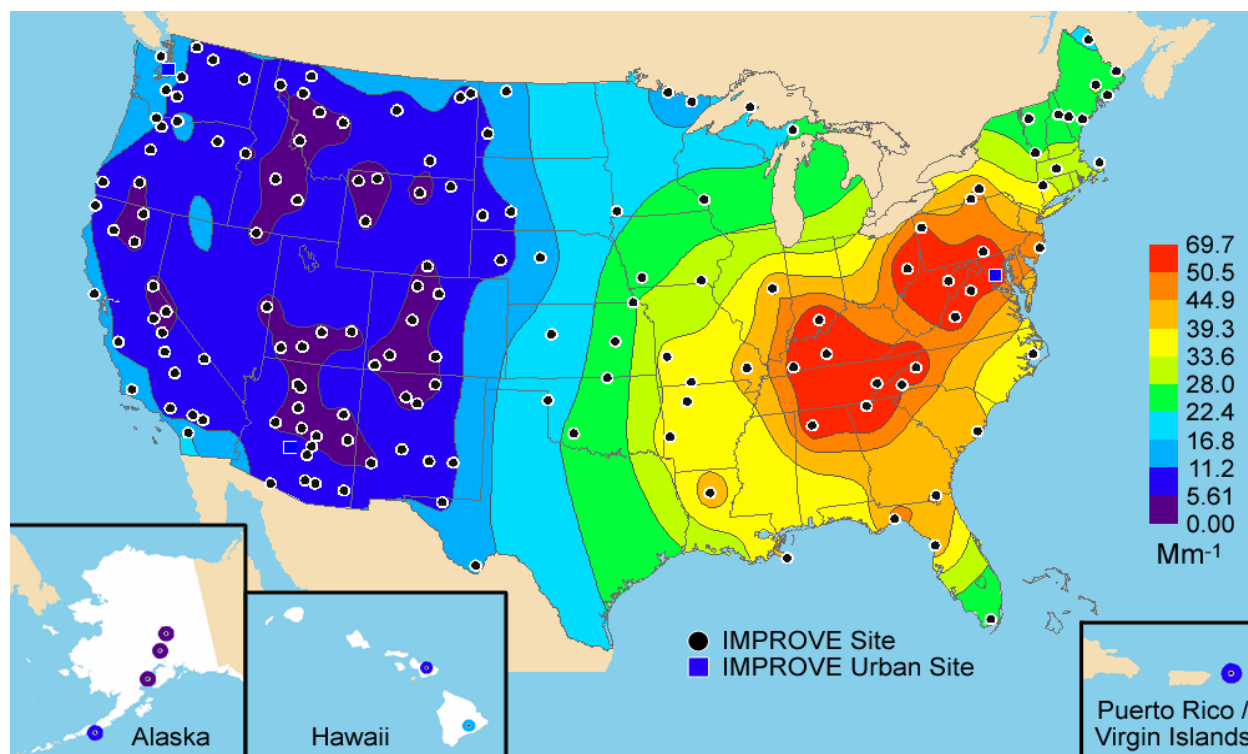 69.7
50.5
44.9
39.3
33.6
28.0
22.4
16.8
11.2
5.61
0.00
Mm-1
IMPROVE Site
IMPROVE Urban Site
Alaska
Hawaii
Puerto Rico /
Virgin Islands